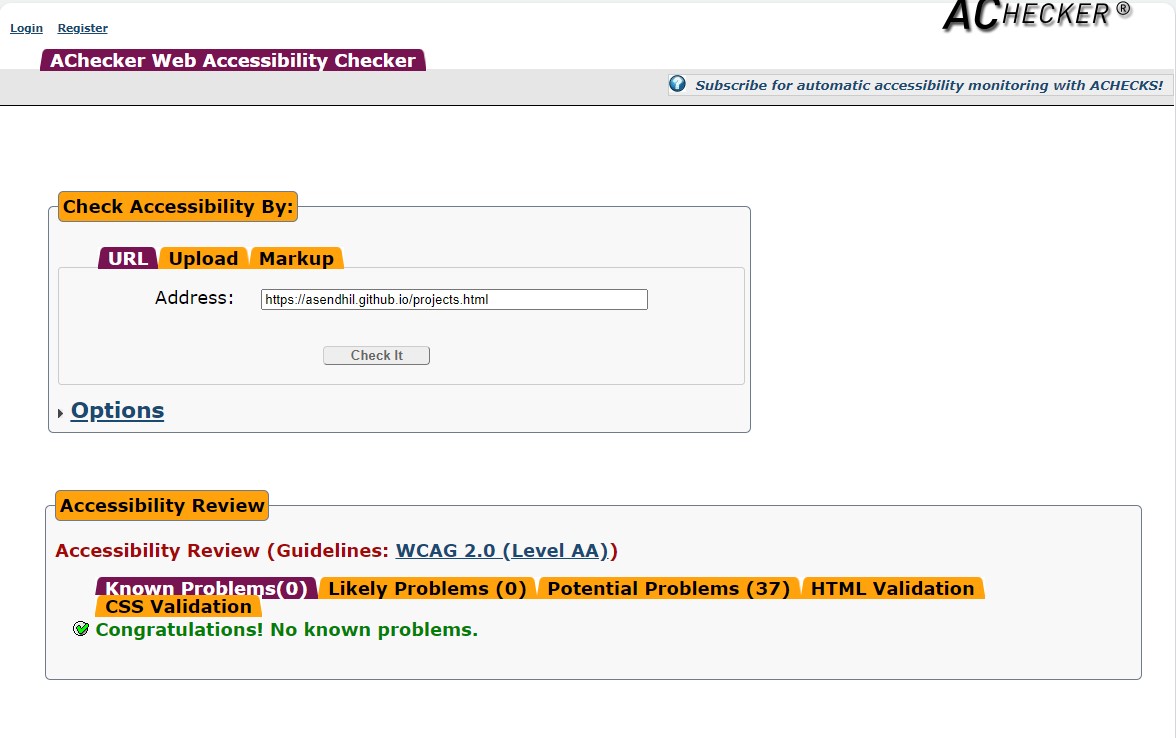 ACHECKER ®
Login Register
AChecker Web Accessibility Checker
? Subscribe for automatic accessibility monitoring with ACHECKS!
Check Accessibility By:
URL Upload Markup
Address: https://asendhil.github.io/projects.html
Check It
Options
Accessibility Review
Accessibility Review (Guidelines: WCAG 2.0 (Level AA))
Known Problems(0) Likely Problems (0) Potential Problems (37) HTML Validation
CSS Validation
Congratulations! No known problems.